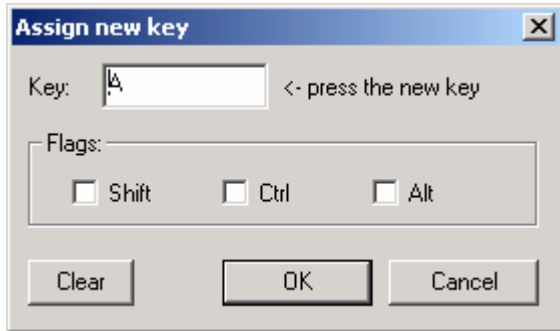 Assign new key
Key: A <- press the new key
Flags:
Shift Ctrl Alt
Clear OK Cancel